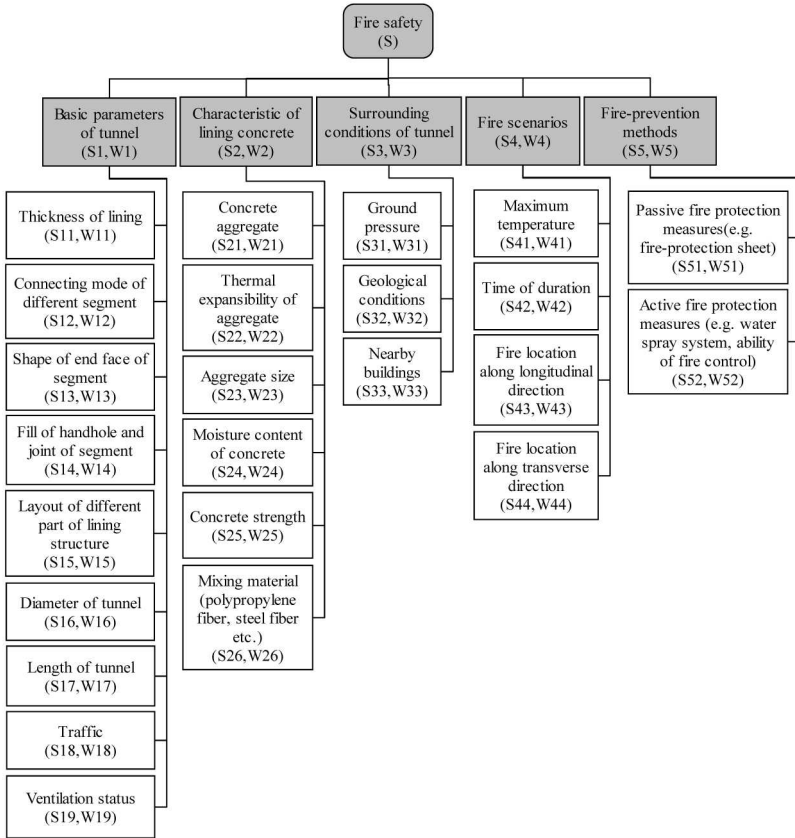 Fire safety
(S)
Basic parameters
of tunnel
(S1,W1)
Characteristic of
lining concrete
(S2,W2)
Surrounding
conditions of tunnel
(S3,W3)
Fire scenarios
(S4,W4)
Fire-prevention
methods
(S5,W5)
Thickness of lining
(S11,W11)
Connecting mode of
different segment
(S12,W12)
Shape of end face of
segment
(S13,W13)
Fill of handhole and
joint of segment
(S14,W14)
Layout of different
part of lining
structure
(S15,W15)
Diameter of tunnel
(S16,W16)
Length of tunnel
(S17,W17)
Traffic
(S18,W18)
Ventilation status
(S19,W19)
Concrete
aggregate
(S21,W21)
Thermal
expansibility of
aggregate
(S22,W22)
Aggregate size
(S23,W23)
Moisture content
of concrete
(S24,W24)
Concrete strength
(S25,W25)
Mixing material
(polypropylene
fiber, steel fiber
etc.)
(S26,W26)
Ground
pressure
(S31,W31)
Geological
conditions
(S32,W32)
Nearby
buildings
(S33,W33)
Maximum
temperature
(S41,W41)
Time of duration
(S42,W42)
Fire location
along longitudinal
direction
(S43,W43)
Fire location
along transverse
direction
(S44,W44)
Passive fire protection
measures(e.g.
fire-protection sheet)
(S51,W51)
Active fire protection
measures (e.g. water
spray system, ability
of fire control)
(S52,W52)